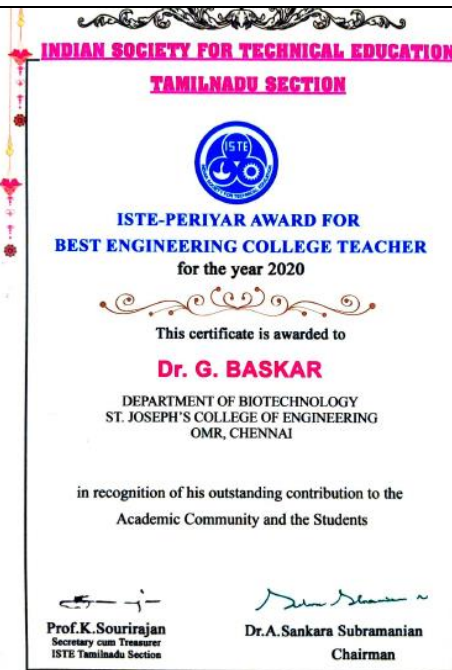 INDIAN SOCIETY FOR TECHNICAL EDUCATION
TAMILNADU SECTION
ISTE
ISTE-PERIYAR AWARD FOR
BEST ENGINEERING COLLEGE TEACHER
for the year 2020
This certificate is awarded to
Dr. G. BASKAR
DEPARTMENT OF BIOTECHNOLOGY
ST. JOSEPH'S COLLEGE OF ENGINEERING
OMR, CHENNAI
in recognition of his outstanding contribution to the
Academic Community and the Students
Prof.K.Sourirajan
Secretary cum Treasurer
ISTE Tamilnadu Section
Dr.A.Sankara Subramanian
Chairman